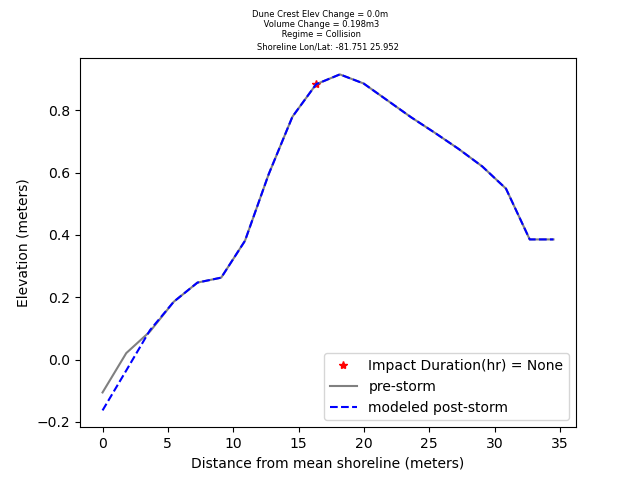 Dune Crest Elev Change = 0.0m
Volume Change = 0.198m3
Regime = Collision
Shoreline Lon/Lat: -81.751 25.952
Elevation (meters)
0.8
0.6
0.4
0.2
0.0
−0.2
Impact Duration(hr) = None
pre-storm
modeled post-storm
0 5 10 15 20 25 30 35
Distance from mean shoreline (meters)